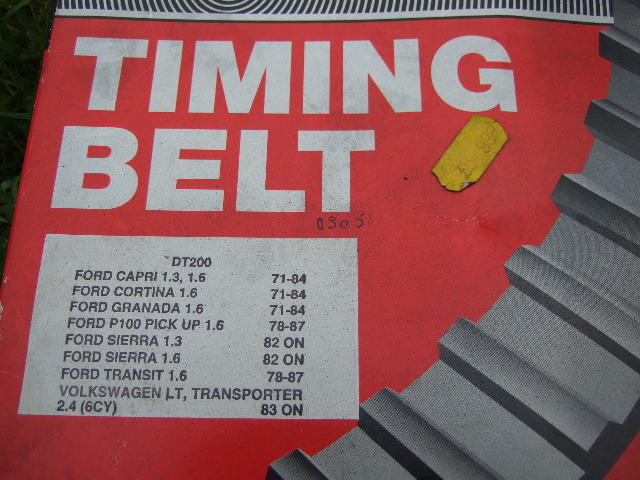 TIMING
BELT
0305
DT200
FORD CAPRI 1.3, 1.6 71-84
FORD CORTINA 1.6 71-84
FORD GRANADA 1.6 71-84
FORD P100 PICK UP 1.6 78-87
FORD SIERRA 1.3 82 ON
FORD SIERRA 1.6 82 ON
FORD TRANSIT 1.6 78-87
VOLKSWAGEN LT, TRANSPORTER
2.4 (6CY) 83 ON